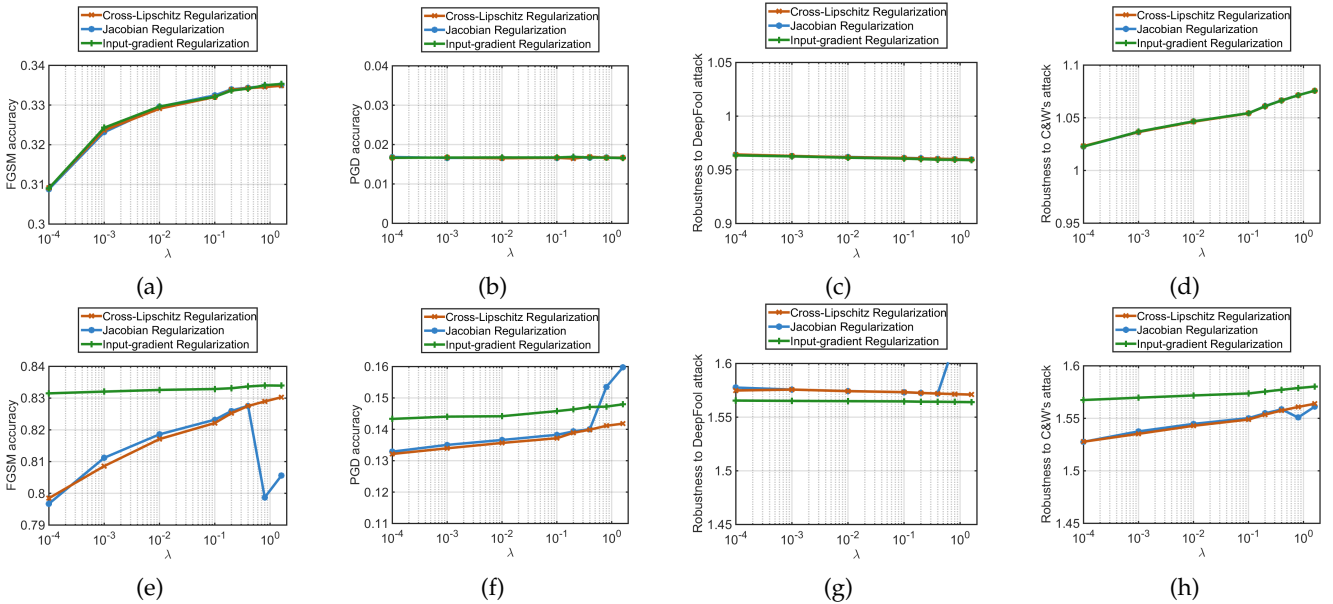 Cross-Lipschitz Regularization
Jacobian Regularization
Input-gradient Regularization
FGSM accuracy
0.34
0.33
0.32
0.31
0.3
10^-4
10^-3
10^-2
10^-1
10^0
λ
(a)
Cross-Lipschitz Regularization
Jacobian Regularization
Input-gradient Regularization
PGD accuracy
0.04
0.03
0.02
0.01
0
10^-4
10^-3
10^-2
10^-1
10^0
λ
(b)
Cross-Lipschitz Regularization
Jacobian Regularization
Input-gradient Regularization
Robustness to DeepFool attack
1.05
1
0.95
0.9
10^-4
10^-3
10^-2
10^-1
10^0
λ
(c)
Cross-Lipschitz Regularization
Jacobian Regularization
Input-gradient Regularization
Robustness to C&W's attack
1.1
1.05
1
0.95
10^-4
10^-3
10^-2
10^-1
10^0
λ
(d)
Cross-Lipschitz Regularization
Jacobian Regularization
Input-gradient Regularization
FGSM accuracy
0.84
0.83
0.82
0.81
0.8
0.79
10^-4
10^-3
10^-2
10^-1
10^0
λ
(e)
Cross-Lipschitz Regularization
Jacobian Regularization
Input-gradient Regularization
PGD accuracy
0.16
0.15
0.14
0.13
0.12
0.11
10^-4
10^-3
10^-2
10^-1
10^0
λ
(f)
Cross-Lipschitz Regularization
Jacobian Regularization
Input-gradient Regularization
Robustness to DeepFool attack
1.6
1.55
1.5
1.45
10^-4
10^-3
10^-2
10^-1
10^0
λ
(g)
Cross-Lipschitz Regularization
Jacobian Regularization
Input-gradient Regularization
Robustness to C&W's attack
1.6
1.55
1.5
1.45
10^-4
10^-3
10^-2
10^-1
10^0
λ
(h)